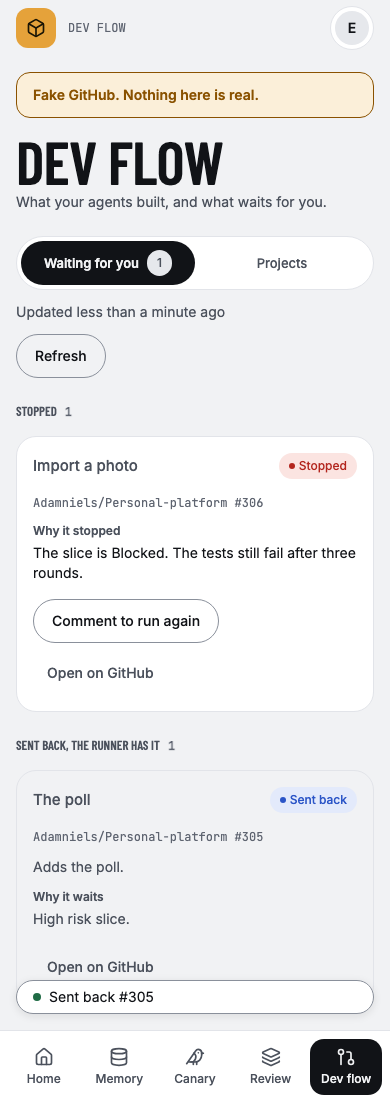 DEV FLOW
E
Fake GitHub. Nothing here is real.
DEV FLOW
What your agents built, and what waits for you.
Waiting for you 1
Projects
Updated less than a minute ago
Refresh
STOPPED 1
Import a photo
Stopped
Adamniels/Personal-platform #306
Why it stopped
The slice is Blocked. The tests still fail after three
rounds.
Comment to run again
Open on GitHub
SENT BACK, THE RUNNER HAS IT 1
The poll
Sent back
Adamniels/Personal-platform #305
Adds the poll.
Why it waits
High risk slice.
Open on GitHub
Sent back #305
Home
Memory
Canary
Review
Dev flow